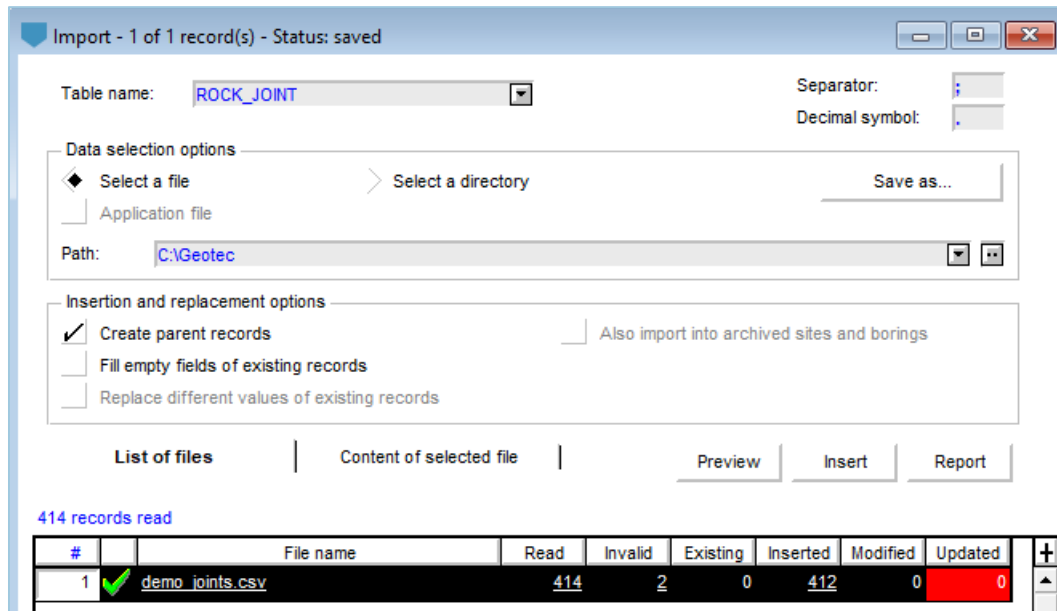 Import - 1 of 1 record(s) - Status: saved
Table name: ROCK_JOINT Separator: ;
Decimal symbol: .
Data selection options
Select a file Select a directory Save as...
Application file
Path: C:\Geotec
Insertion and replacement options
Create parent records Also import into archived sites and borings
Fill empty fields of existing records
Replace different values of existing records
List of files Content of selected file Preview Insert Report
414 records read
# File name Read Invalid Existing Inserted Modified Updated
1 demo_joints.csv 414 2 0 412 0 0